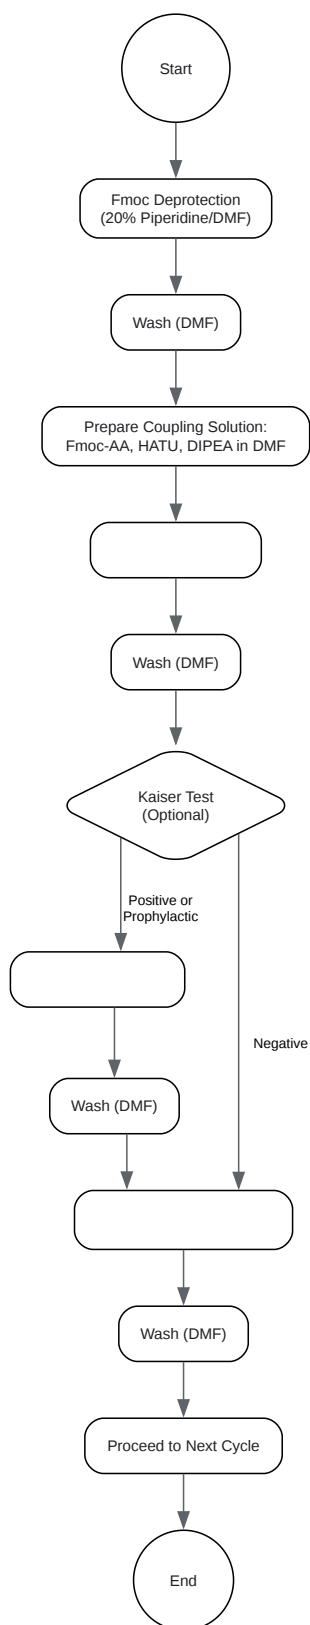 Start
Fmoc Deprotection
(20% Piperidine/DMF)
Wash (DMF)
Prepare Coupling Solution:
Fmoc-AA, HATU, DIPEA in DMF
Wash (DMF)
Kaiser Test
(Optional)
Positive or
Prophylactic
Negative
Wash (DMF)
Wash (DMF)
Proceed to Next Cycle
End